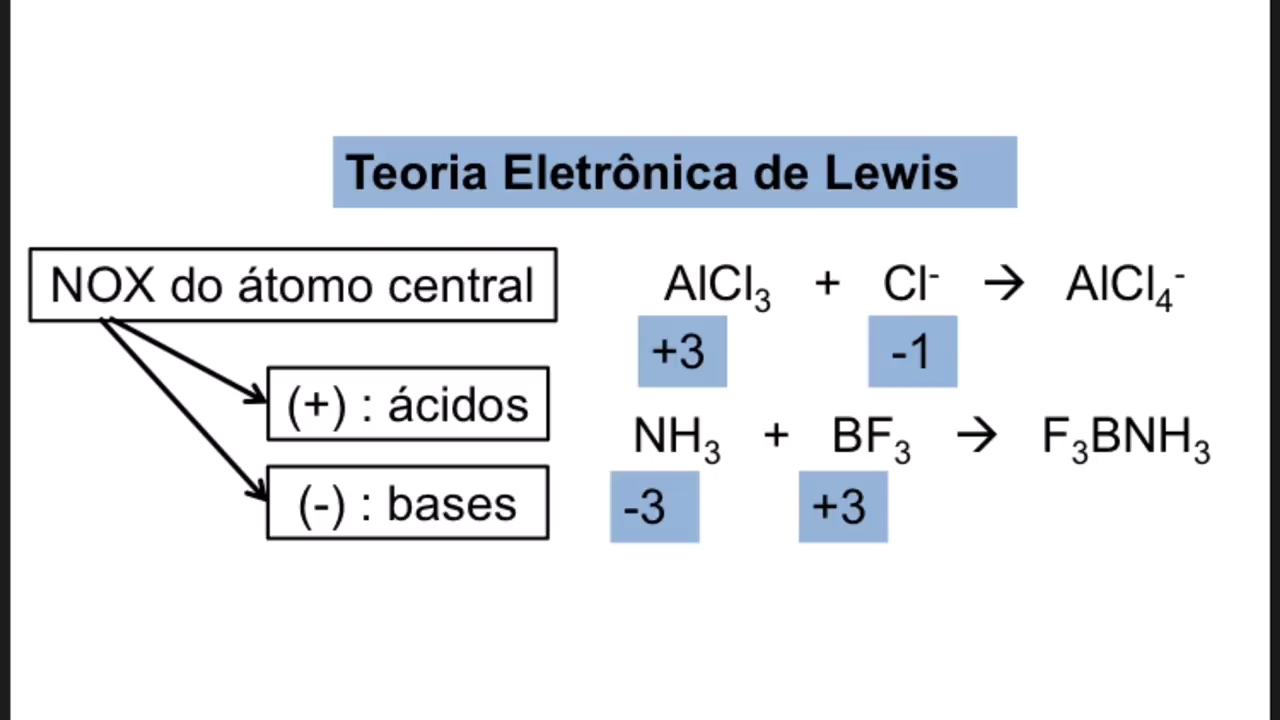 Teoria Eletrônica de Lewis
NOX do átomo central
(+) : ácidos
(-) : bases
AlCl₃ + Cl⁻ → AlCl₄⁻
+3 -1
NH₃ + BF₃ → F₃BNH₃
-3 +3